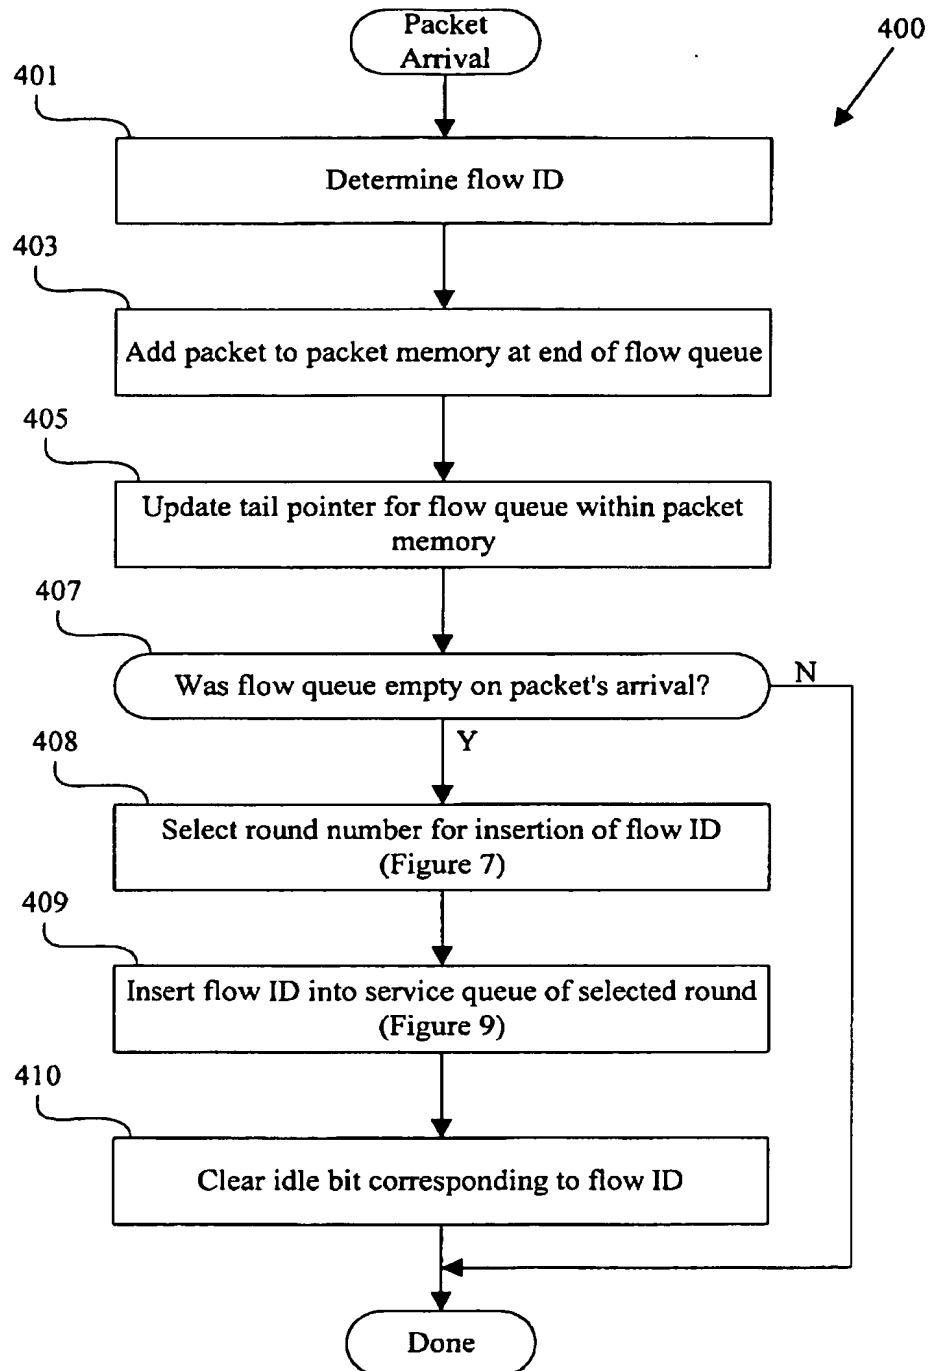 Packet
Arrival
400
401
Determine flow ID
403
Add packet to packet memory at end of flow queue
405
Update tail pointer for flow queue within packet
memory
407
Was flow queue empty on packet's arrival?
N
Y
408
Select round number for insertion of flow ID
(Figure 7)
409
Insert flow ID into service queue of selected round
(Figure 9)
410
Clear idle bit corresponding to flow ID
Done